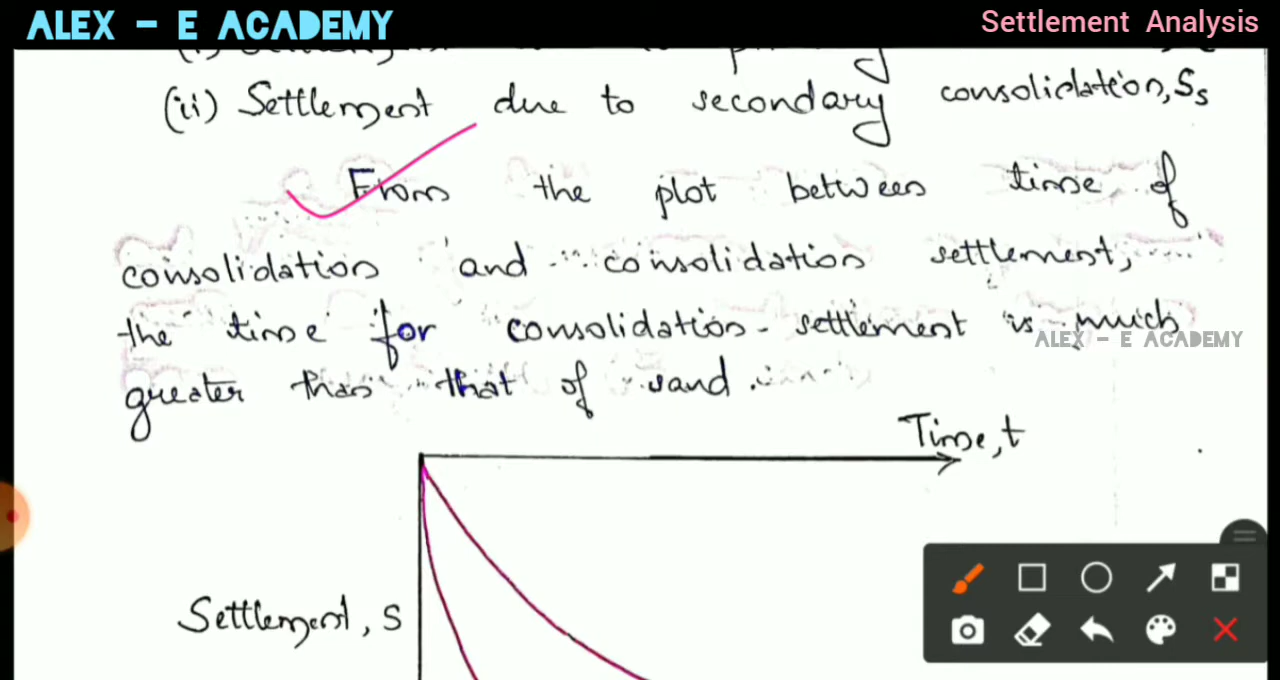 ALEX - E ACADEMY
Settlement Analysis
(ii) Settlement due to secondary consolidation, Ss
From the plot between time of
consolidation and consolidation settlement,
the time for consolidation settlement is much
ALEX - E ACADEMY
greater than that of sand.
Time, t
Settlement, S